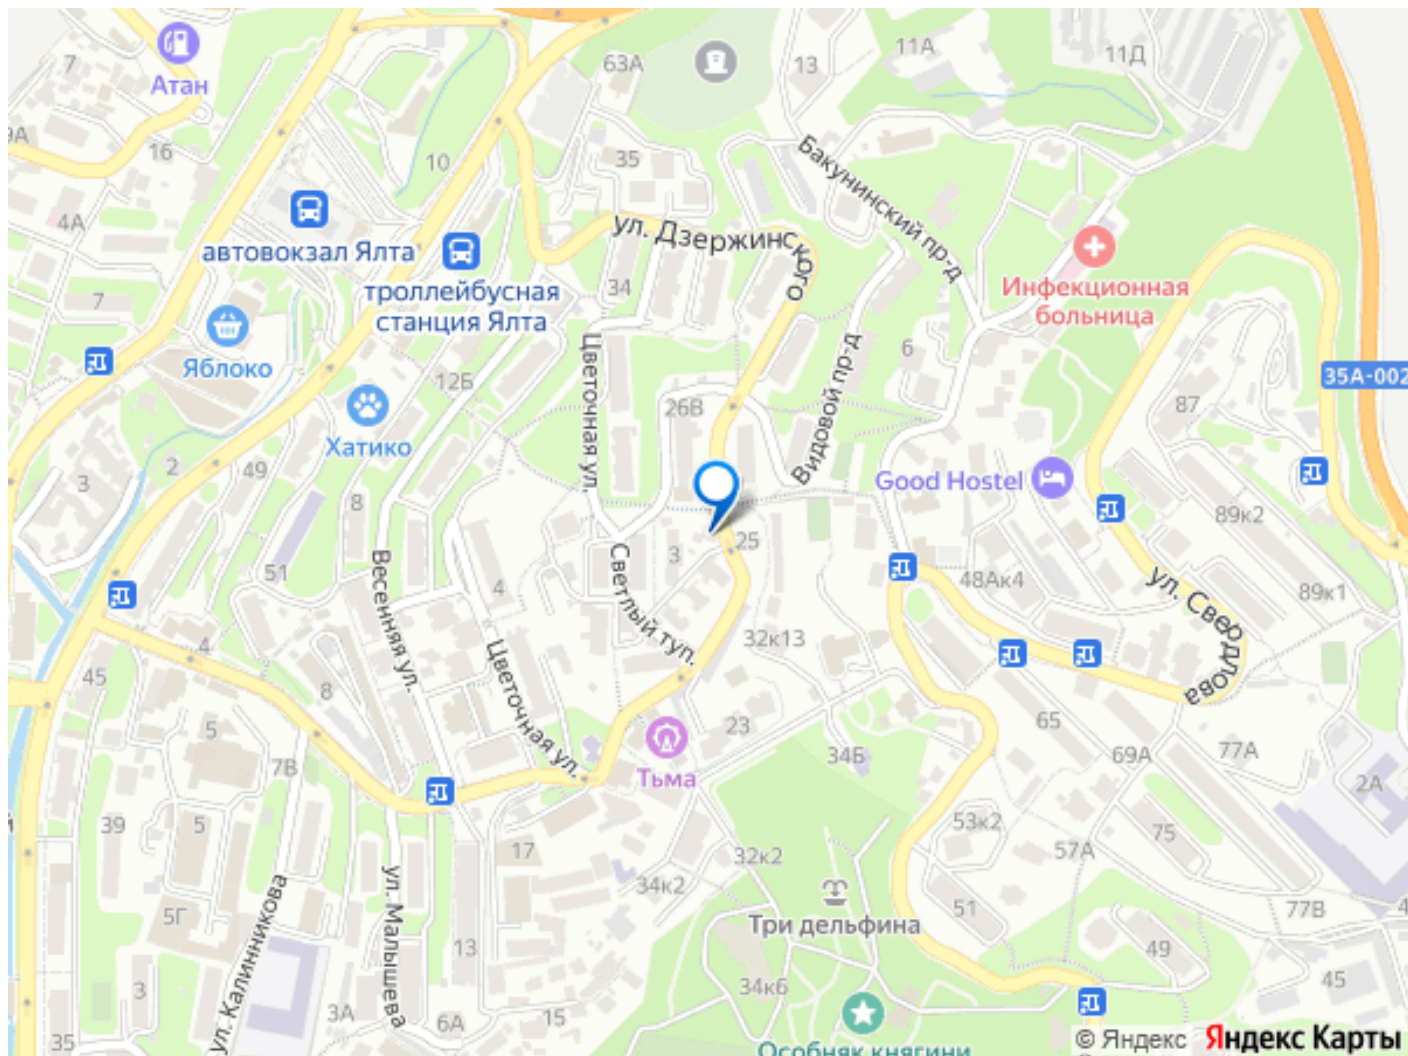 7
Атан
63А
13
11А
11Д
9А
16
10
35
Бакунинский пр-д
4А
автовокзал Ялта
ул. Дзержинского
троллейбусная
станция Ялта
34
Инфекционная
больница
7
Яблоко
Цветочная ул.
Видовой пр-д
6
35А-002
12Б
26В
87
Хатико
2
49
3
8
Good Hostel
89к2
51
Весенняя ул.
4
Светлый туп.
3
25
48Ак4
ул. Свердлова
89к1
4
32к13
45
8
Цветочная ул.
5
7В
Тьма
23
34Б
65
69А
77А
2А
39
5
17
32к2
53к2
57А
75
34к2
5Г
ул. Калинникова
ул. Малышева
13
Три дельфина
51
77В
4
49
45
3
3А
6А
15
34к6
35
Особняк княгини
© Яндекс Яндекс Карты